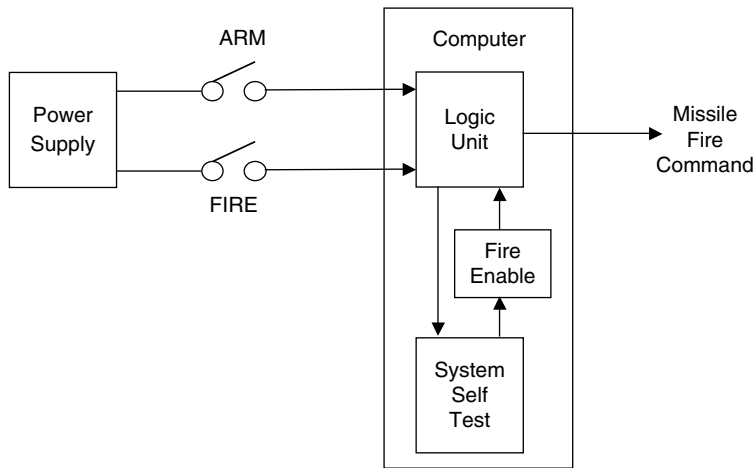 ARM
Computer
Power
Supply
Logic
Unit
Missile
Fire
Command
FIRE
Fire
Enable
System
Self
Test